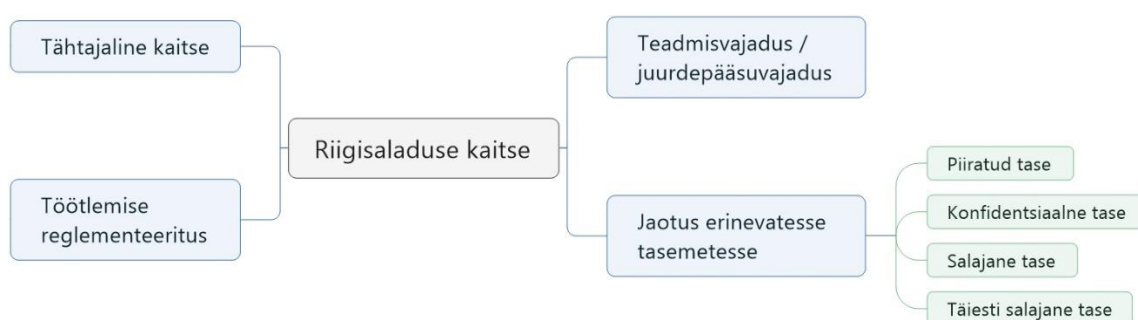 Tähtajaline kaitse
Töötlemise
reglementeeritus
Riigisaladuse kaitse
Teadmisvajadus /
juurdepääsuvajadus
Jaotus erinevatesse
tasemetesse
Piiratud tase
Konfidentsiaalne tase
Salajane tase
Täiesti salajane tase